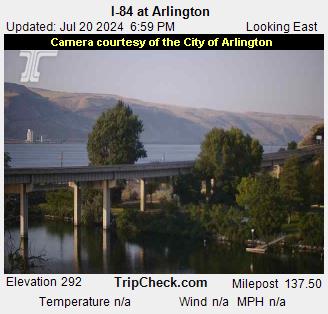 I-84 at Arlington
Updated: Jul 20 2024 6:59 PM Looking East
Camera courtesy of the City of Arlington
Elevation 292 TripCheck.com Milepost 137.50
Temperature n/a Wind n/a MPH n/a